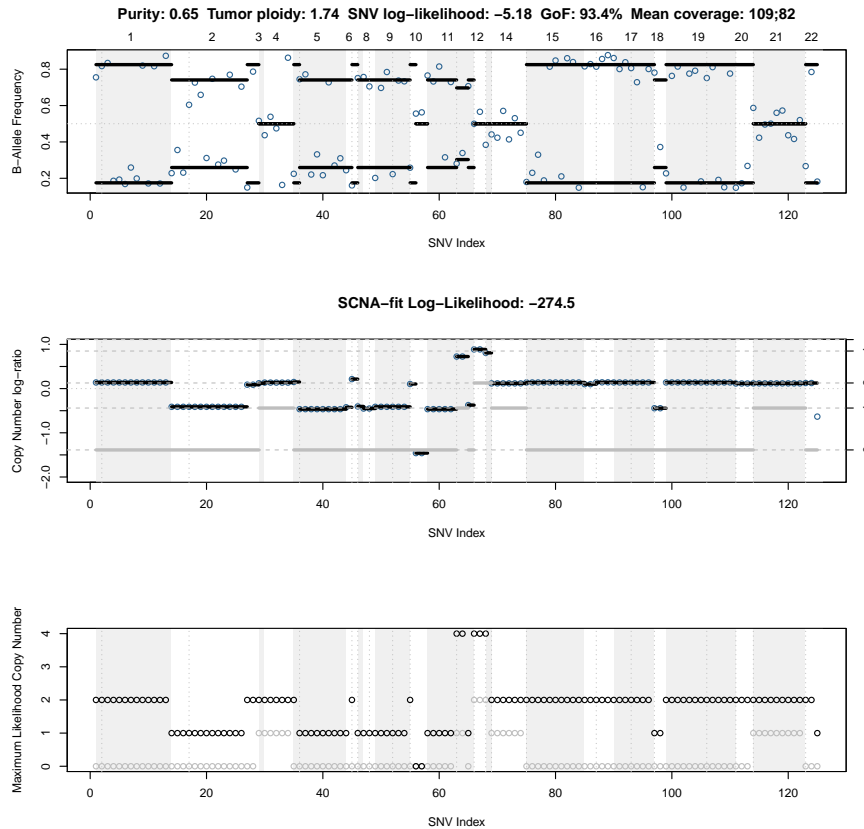 Purity: 0.65 Tumor ploidy: 1.74 SNV log−likelihood: −5.18 GoF: 93.4% Mean coverage: 109;82
1 2 3 4 5 6 8 9 10 11 12 14 15 16 17 18 19 20 21 22
B−Allele Frequency
0.8
0.6
0.4
0.2
0 20 40 60 80 100 120
SNV Index
SCNA−fit Log−Likelihood: −274.5
Copy Number log−ratio
1.0
0.0
−1.0
−2.0
0 20 40 60 80 100 120
SNV Index
Maximum Likelihood Copy Number
4
3
2
1
0
0 20 40 60 80 100 120
SNV Index